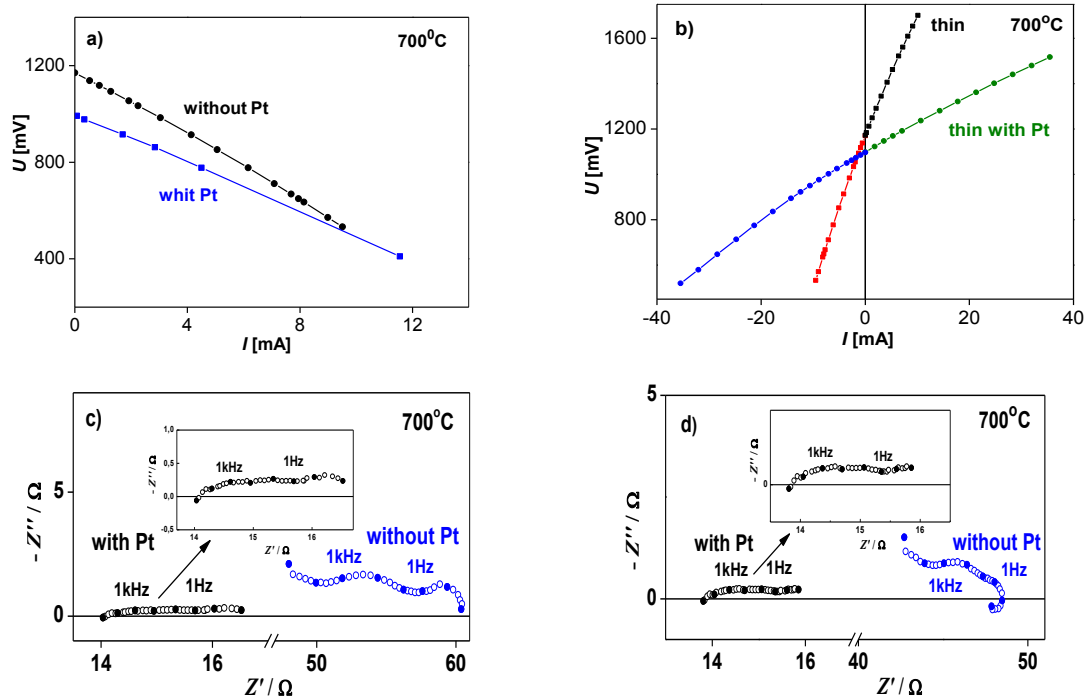 a)
700⁰C
1200
800
400
U [mV]
without Pt
whit Pt
0
4
8
12
I [mA]
b)
thin
700°C
1600
1200
800
U [mV]
thin with Pt
-40
-20
0
20
40
I [mA]
c)
700°C
5
0
- Z'' / Ω
1,0
0,5
0,0
-0,5
- Z'' / Ω
1kHz
1Hz
14
15
16
Z' / Ω
with Pt
1kHz
1Hz
without Pt
1kHz
1Hz
14
16
50
60
Z' / Ω
5
d)
700°C
0
- Z'' / Ω
0
- Z'' / Ω
1kHz
1Hz
14
15
16
Z' / Ω
with Pt
1kHz
1Hz
without Pt
1kHz
1Hz
14
16
40
50
Z' / Ω